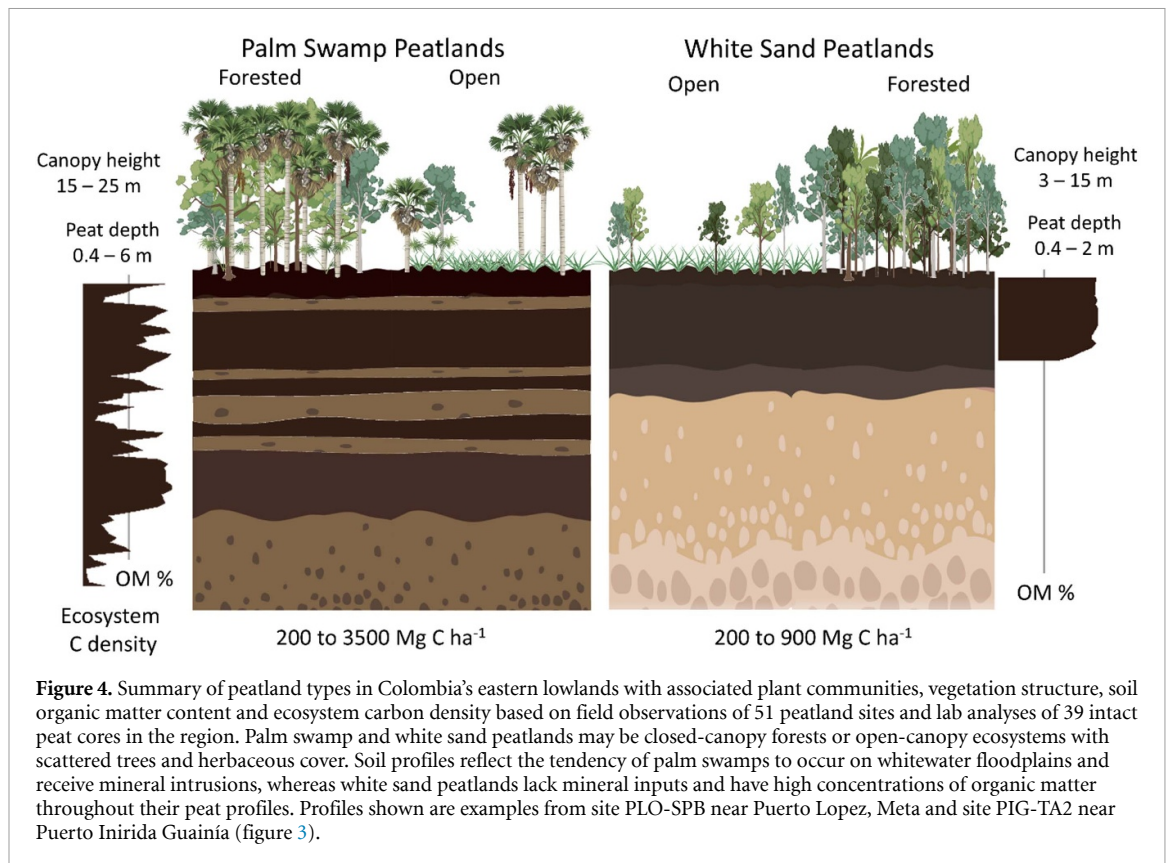 Palm Swamp Peatlands
Forested
Open
White Sand Peatlands
Open
Forested
Canopy height
15 – 25 m
Peat depth
0.4 – 6 m
Canopy height
3 – 15 m
Peat depth
0.4 – 2 m
OM %
Ecosystem
C density
200 to 3500 Mg C ha⁻¹
200 to 900 Mg C ha⁻¹
OM %
Figure 4. Summary of peatland types in Colombia's eastern lowlands with associated plant communities, vegetation structure, soil
organic matter content and ecosystem carbon density based on field observations of 51 peatland sites and lab analyses of 39 intact
peat cores in the region. Palm swamp and white sand peatlands may be closed-canopy forests or open-canopy ecosystems with
scattered trees and herbaceous cover. Soil profiles reflect the tendency of palm swamps to occur on whitewater floodplains and
receive mineral intrusions, whereas white sand peatlands lack mineral inputs and have high concentrations of organic matter
throughout their peat profiles. Profiles shown are examples from site PLO-SPB near Puerto Lopez, Meta and site PIG-TA2 near
Puerto Inirida Guainía (figure 3).